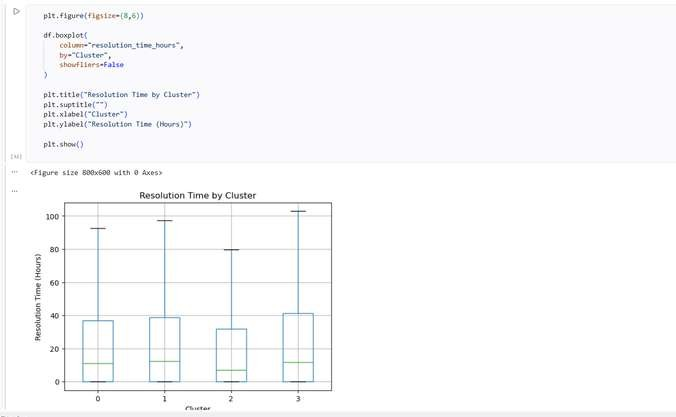 plt.figure(figsize=(8,6))
df.boxplot(
column="resolution_time_hours",
by="Cluster",
showfliers=False
)
plt.title("Resolution Time by Cluster")
plt.suptitle("")
plt.xlabel("Cluster")
plt.ylabel("Resolution Time (Hours)")
plt.show()
...
<Figure size 800x600 with 0 Axes>
...
Resolution Time by Cluster
Resolution Time (Hours)
100
80
60
40
20
0
0 1 2 3
Cluster